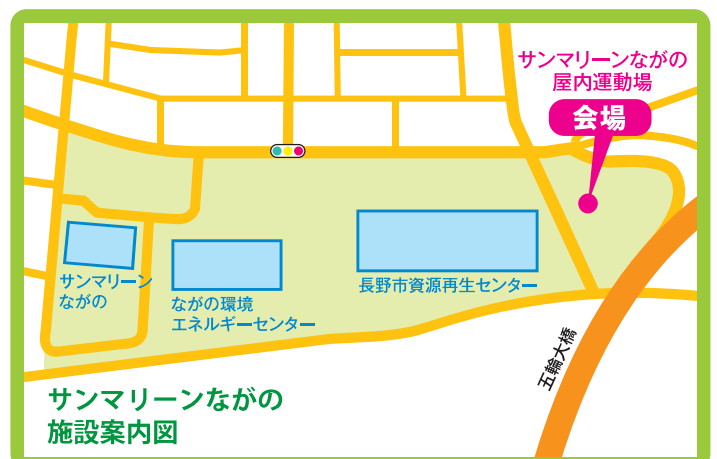 サンマリーンながの
屋内運動場
会場
サンマリーン
ながの
ながの環境
エネルギーセンター
長野市資源再生センター
五輪大橋
サンマリーンながの
施設案内図